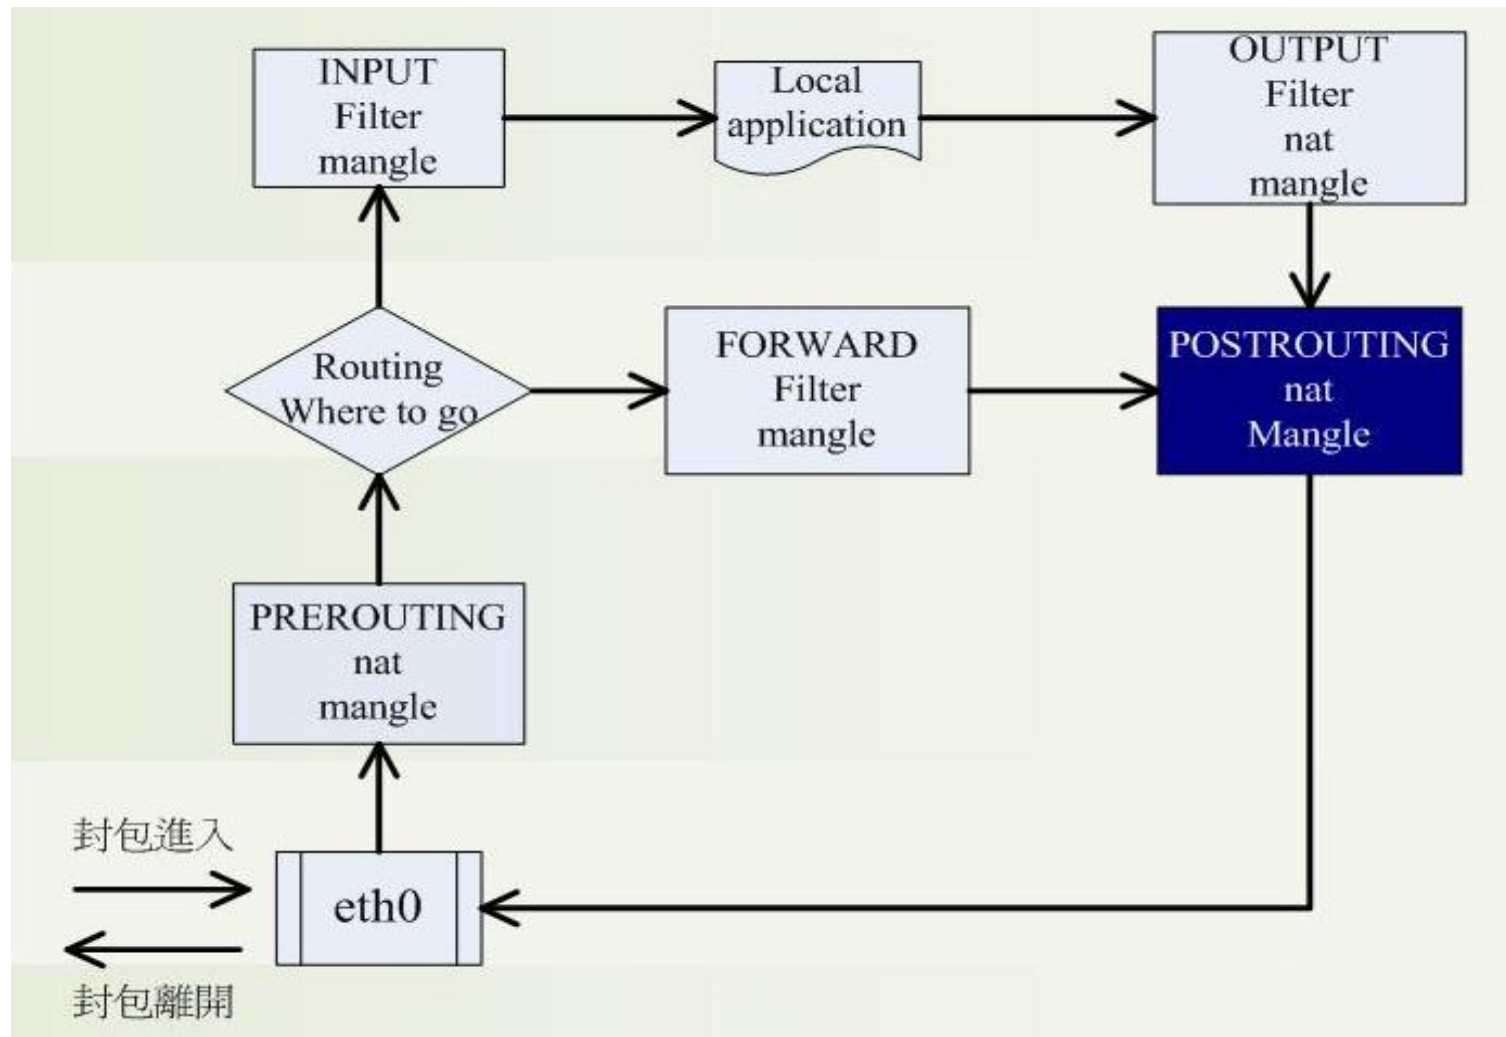 INPUT
Filter
mangle
Local
application
OUTPUT
Filter
nat
mangle
Routing
Where to go
FORWARD
Filter
mangle
POSTROUTING
nat
Mangle
PREROUTING
nat
mangle
封包進入
eth0
封包離開